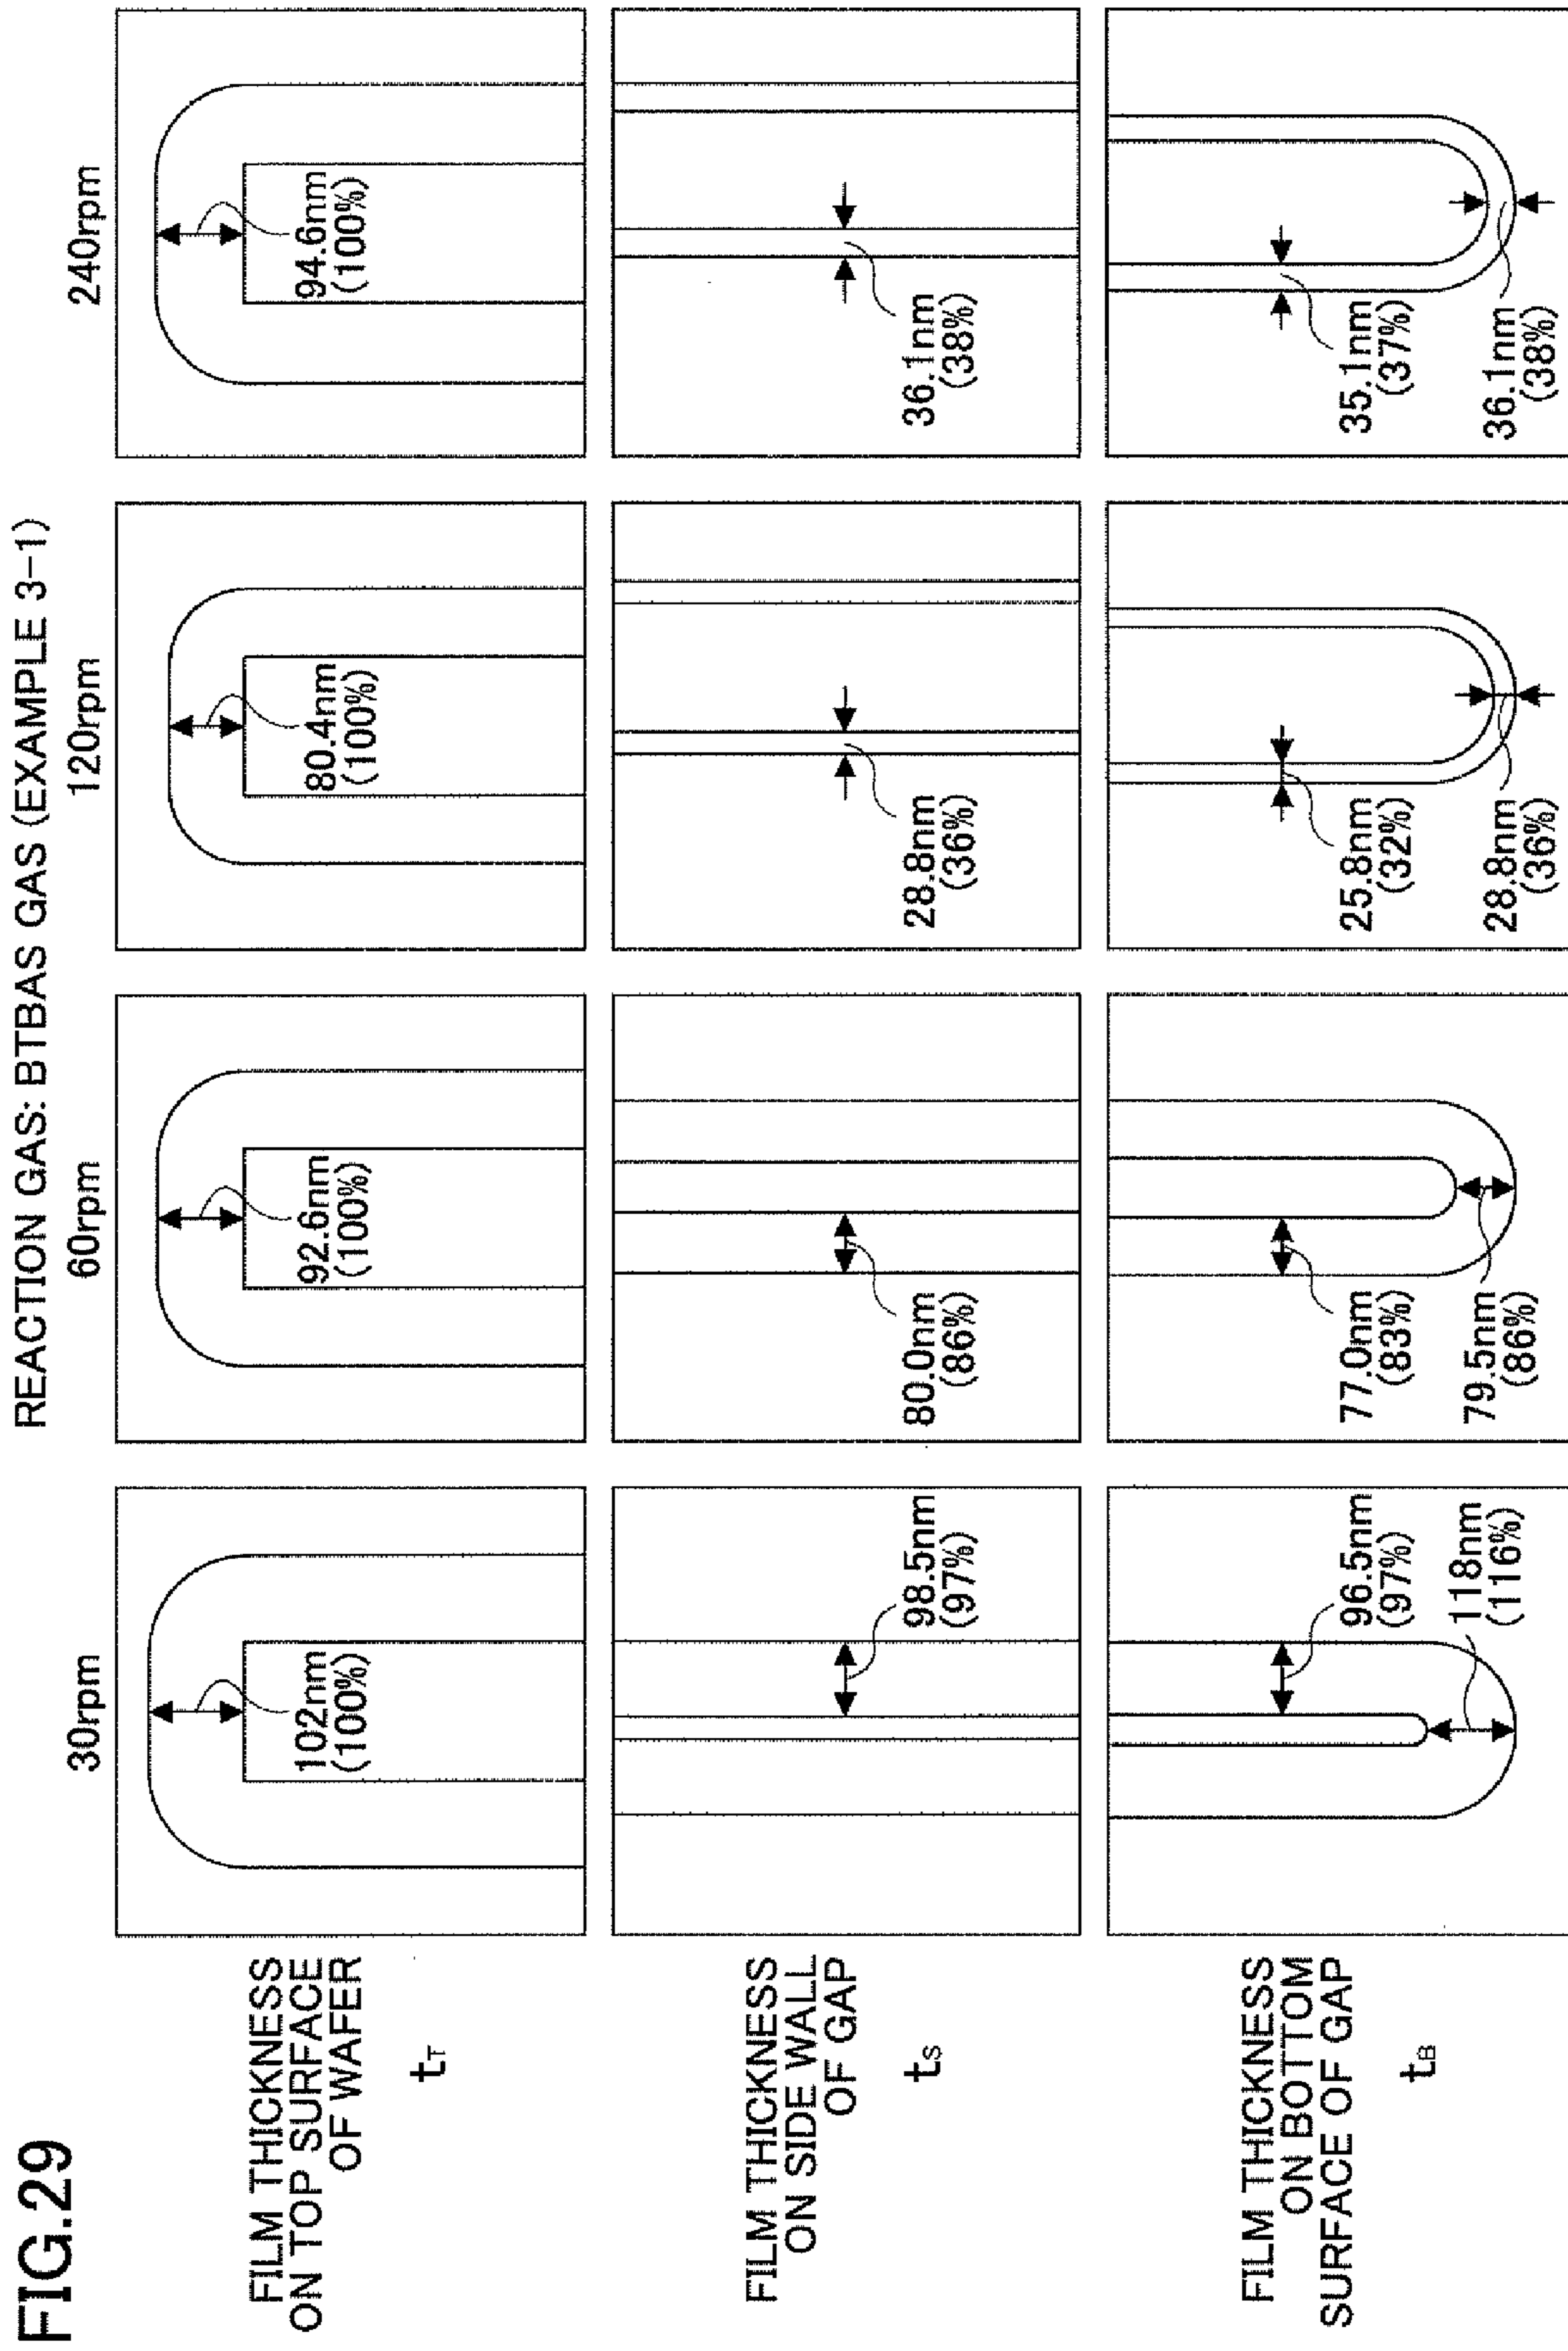 FIG.29
REACTION GAS: BTBAS GAS (EXAMPLE 3-1)
30rpm
60rpm
120rpm
240rpm
FILM THICKNESS
ON TOP SURFACE
OF WAFER
tT
102nm
(100%)
92.6nm
(100%)
80.4nm
(100%)
94.6nm
(100%)
FILM THICKNESS
ON SIDE WALL
OF GAP
tS
98.5nm
(97%)
80.0nm
(86%)
28.8nm
(36%)
36.1nm
(38%)
FILM THICKNESS
ON BOTTOM
SURFACE OF GAP
tB
96.5nm
(97%)
118nm
(116%)
77.0nm
(83%)
79.5nm
(86%)
25.8nm
(32%)
28.8nm
(36%)
35.1nm
(37%)
36.1nm
(38%)